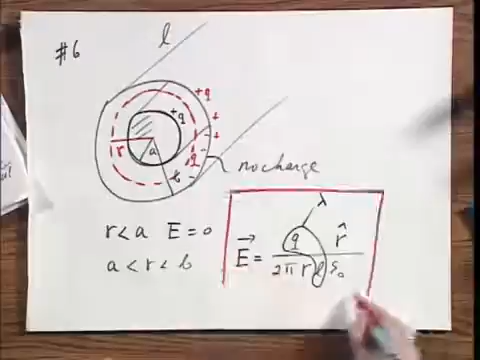 #6
l
+q
+
+
+q
-
r
a
b
q
-
-
no charge
λ
r < a E = 0
a < r < b
E⃗ = q r̂ / 2π r l ε₀